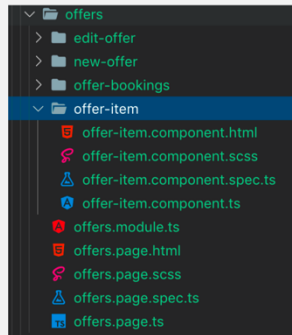 offers
edit-offer
new-offer
offer-bookings
offer-item
offer-item.component.html
offer-item.component.scss
offer-item.component.spec.ts
offer-item.component.ts
offers.module.ts
offers.page.html
offers.page.scss
offers.page.spec.ts
TS offers.page.ts